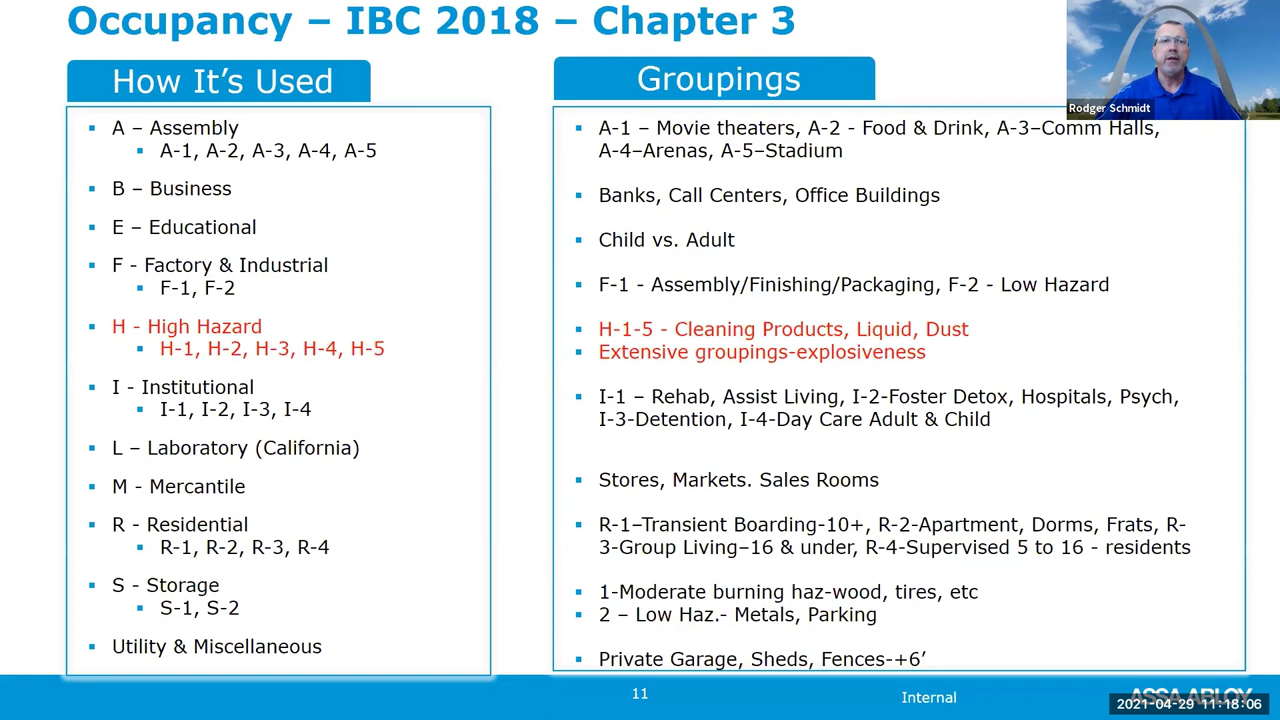 Occupancy – IBC 2018 – Chapter 3
Rodger Schmidt
How It’s Used
A – Assembly
A-1, A-2, A-3, A-4, A-5
B – Business
E – Educational
F - Factory & Industrial
F-1, F-2
H - High Hazard
H-1, H-2, H-3, H-4, H-5
I - Institutional
I-1, I-2, I-3, I-4
L – Laboratory (California)
M - Mercantile
R - Residential
R-1, R-2, R-3, R-4
S - Storage
S-1, S-2
Utility & Miscellaneous
Groupings
A-1 – Movie theaters, A-2 - Food & Drink, A-3–Comm Halls,
A-4–Arenas, A-5–Stadium
Banks, Call Centers, Office Buildings
Child vs. Adult
F-1 - Assembly/Finishing/Packaging, F-2 - Low Hazard
H-1-5 - Cleaning Products, Liquid, Dust
Extensive groupings-explosiveness
I-1 – Rehab, Assist Living, I-2-Foster Detox, Hospitals, Psych,
I-3-Detention, I-4-Day Care Adult & Child
Stores, Markets. Sales Rooms
R-1–Transient Boarding-10+, R-2-Apartment, Dorms, Frats, R-
3-Group Living–16 & under, R-4-Supervised 5 to 16 - residents
1-Moderate burning haz-wood, tires, etc
2 – Low Haz.- Metals, Parking
Private Garage, Sheds, Fences-+6’
11
Internal
ASSA ABLOY
2021-04-29 11:18:06